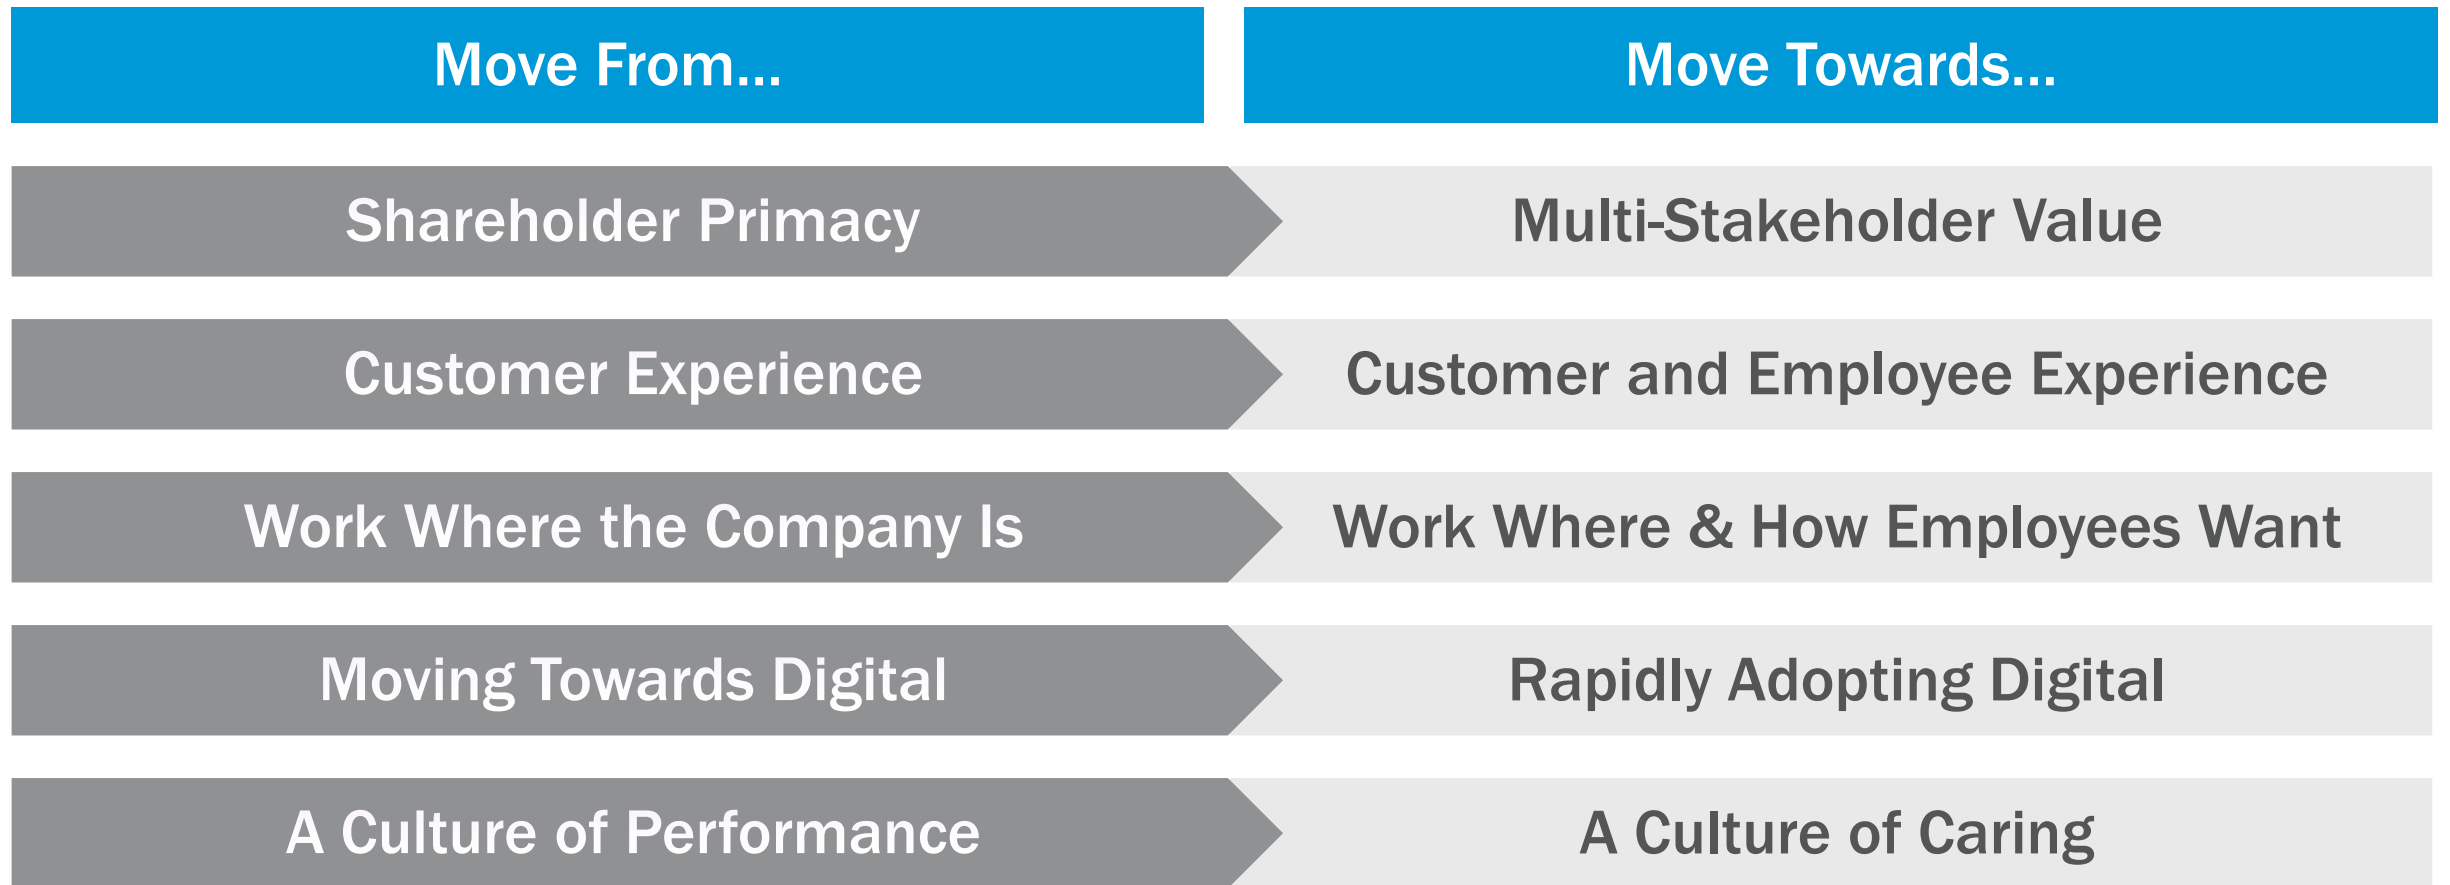 Move From...
Move Towards...
Shareholder Primacy
Multi-Stakeholder Value
Customer Experience
Customer and Employee Experience
Work Where the Company Is
Work Where & How Employees Want
Moving Towards Digital
Rapidly Adopting Digital
A Culture of Performance
A Culture of Caring